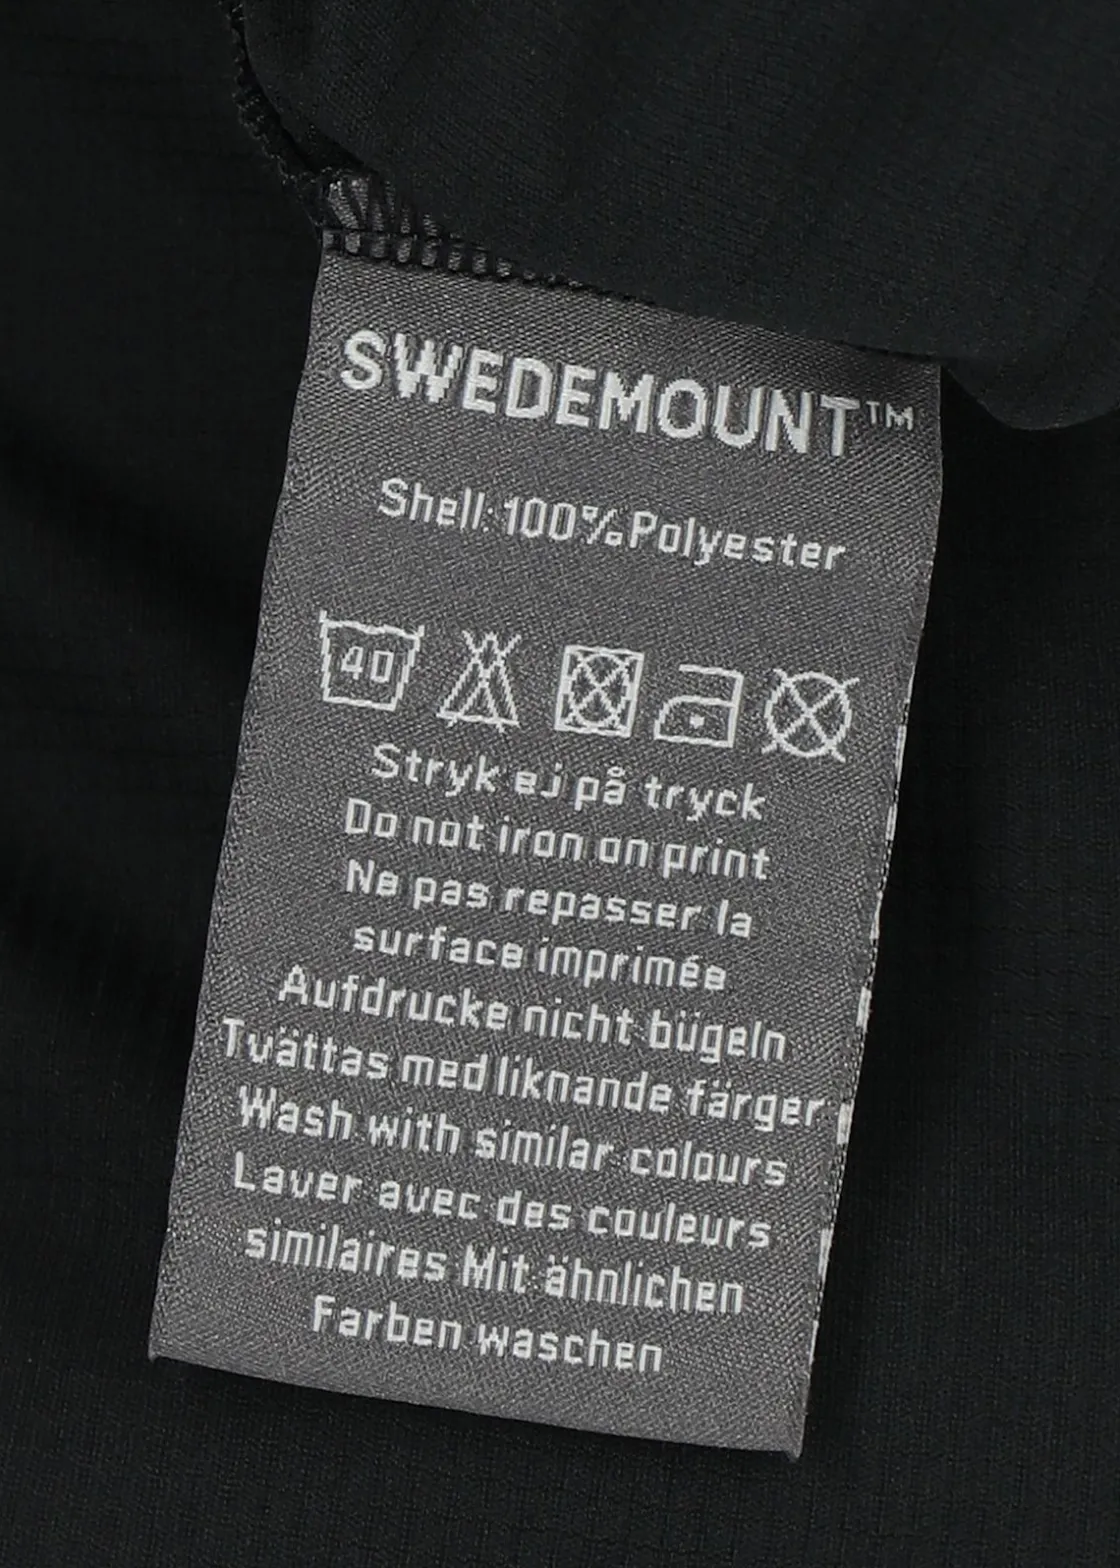 SWEDEMOUNT™
Shell: 100% Polyester
40
Stryk ej på tryck
Do not iron on print
Ne pas repasser la
surface imprimée
Aufdrucke nicht bügeln
Tvättas med liknande färger
Wash with similar colours
Laver avec des couleurs
similaires Mit ähnlichen
Farben waschen